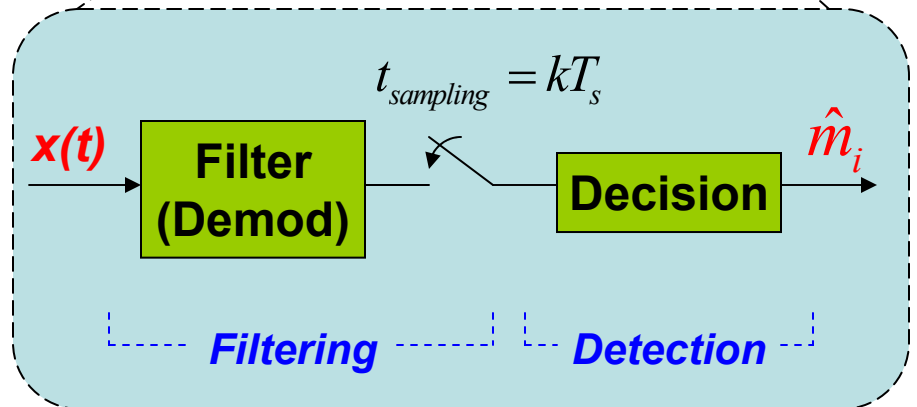 t_sampling = kT_s
x(t)
Filter
(Demod)
Decision
m̂_i
Filtering
Detection